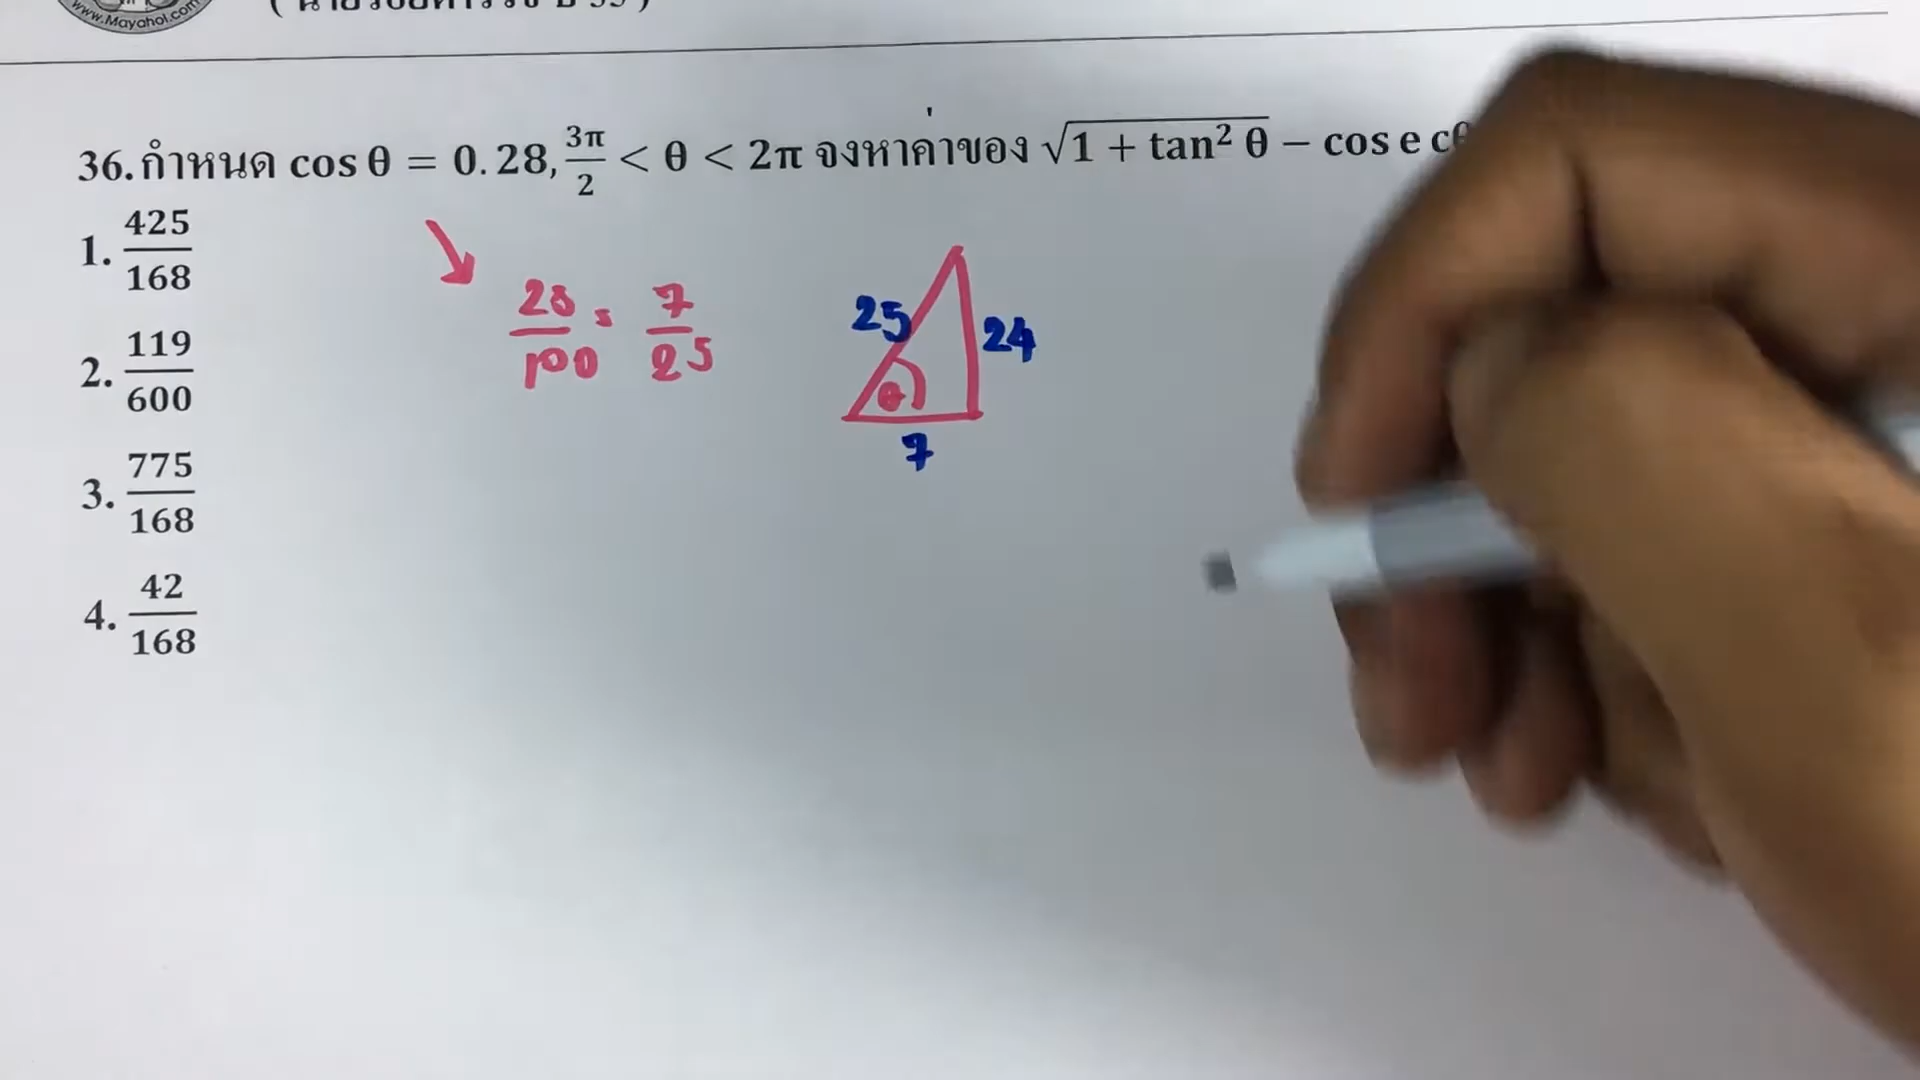 www.Mayahol.com
36. กำหนด cos θ = 0.28, 3π/2 < θ < 2π จงหาค่าของ √(1 + tan² θ) − cos e cθ
1. 425/168
2. 119/600
3. 775/168
4. 42/168
28/100 = 7/25
25
24
θ
7